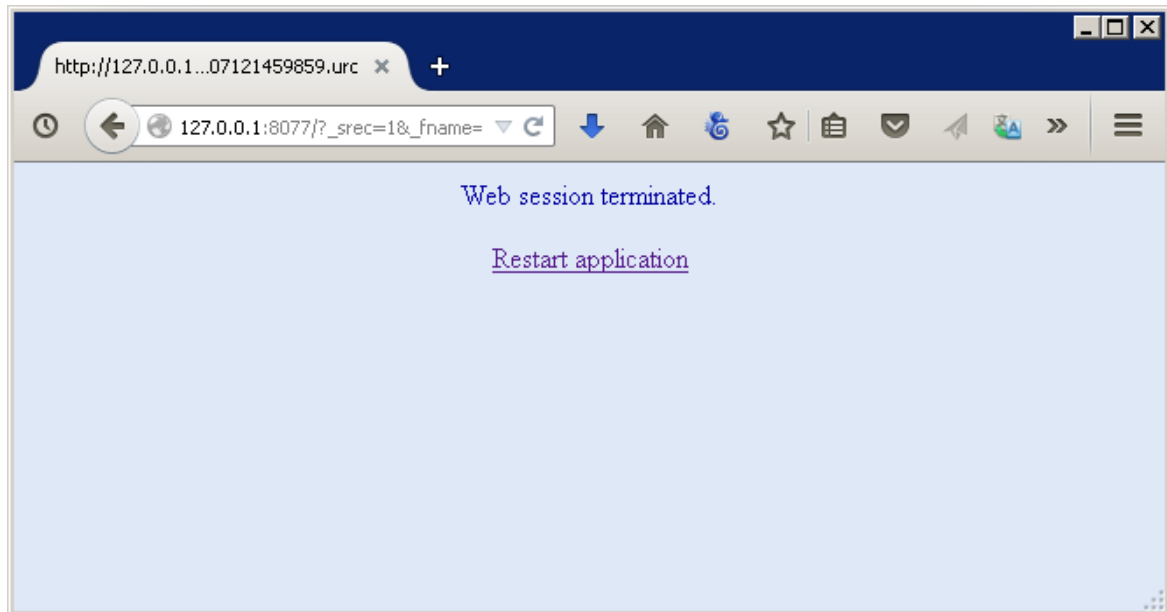 http://127.0.0.1...07121459859.urc
127.0.0.1:8077/?_srec=1&_fname=
Web session terminated.
Restart application